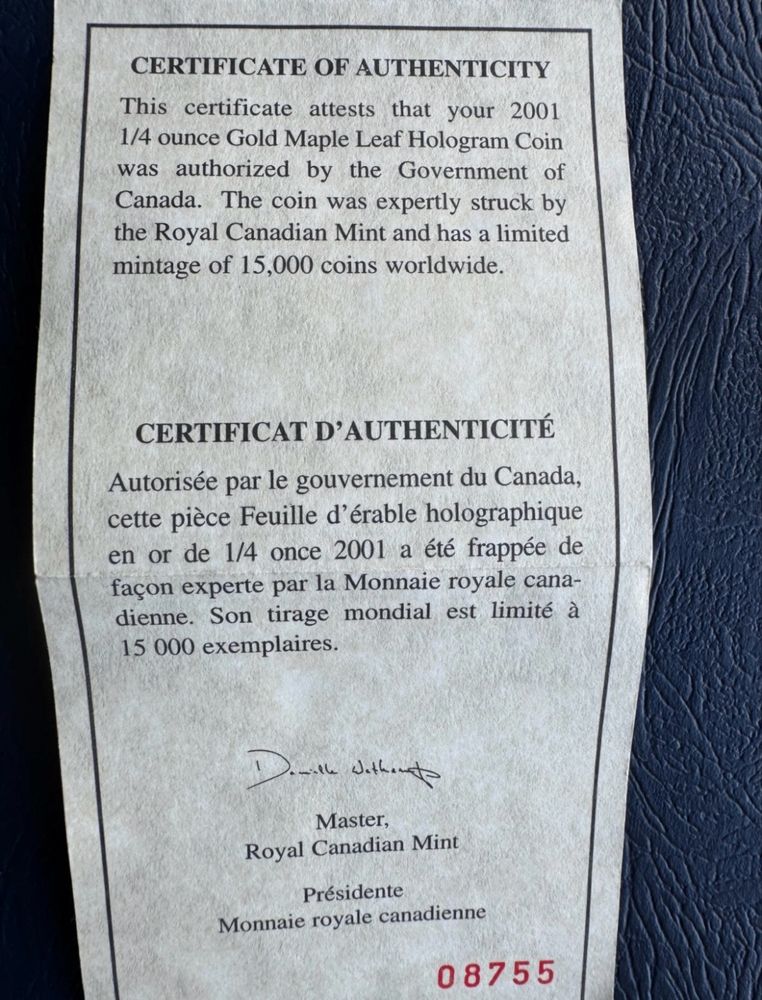 CERTIFICATE OF AUTHENTICITY
This certificate attests that your 2001
1/4 ounce Gold Maple Leaf Hologram Coin
was authorized by the Government of
Canada. The coin was expertly struck by
the Royal Canadian Mint and has a limited
mintage of 15,000 coins worldwide.
CERTIFICAT D'AUTHENTICITÉ
Autorisée par le gouvernement du Canada,
cette pièce Feuille d'érable holographique
en or de 1/4 once 2001 a été frappée de
façon experte par la Monnaie royale cana-
dienne. Son tirage mondial est limité à
15 000 exemplaires.
Master,
Royal Canadian Mint
Présidente
Monnaie royale canadienne
08755